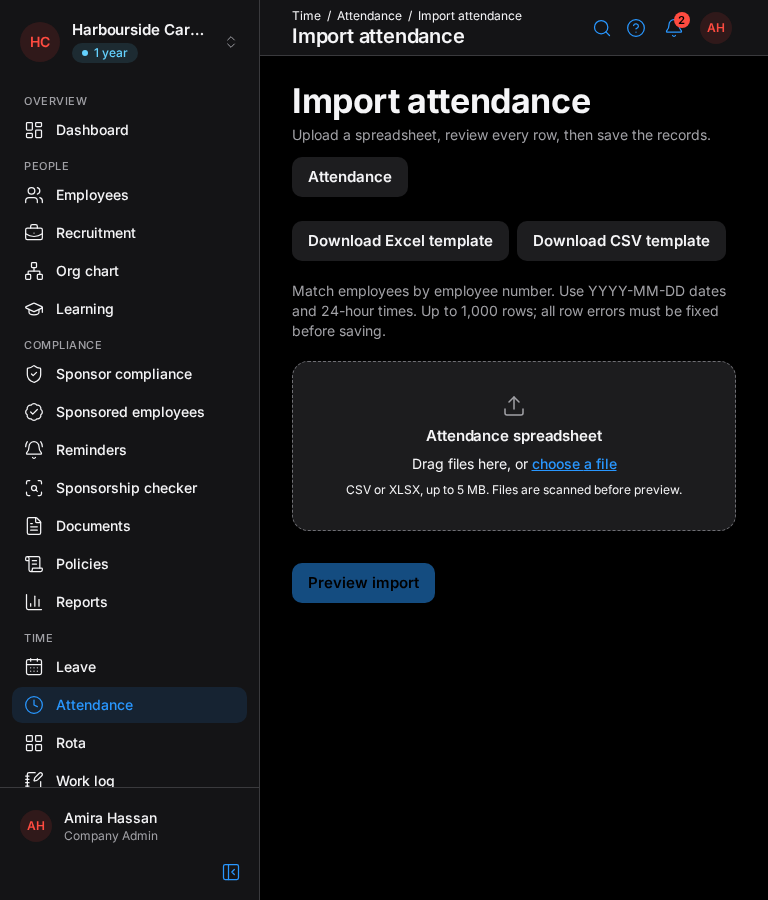 HC
Harbourside Car...
1 year
OVERVIEW
Dashboard
PEOPLE
Employees
Recruitment
Org chart
Learning
COMPLIANCE
Sponsor compliance
Sponsored employees
Reminders
Sponsorship checker
Documents
Policies
Reports
TIME
Leave
Attendance
Rota
Work log
AH
Amira Hassan
Company Admin
Time / Attendance / Import attendance
Import attendance
2
AH
Import attendance
Upload a spreadsheet, review every row, then save the records.
Attendance
Download Excel template
Download CSV template
Match employees by employee number. Use YYYY-MM-DD dates
and 24-hour times. Up to 1,000 rows; all row errors must be fixed
before saving.
Attendance spreadsheet
Drag files here, or choose a file
CSV or XLSX, up to 5 MB. Files are scanned before preview.
Preview import